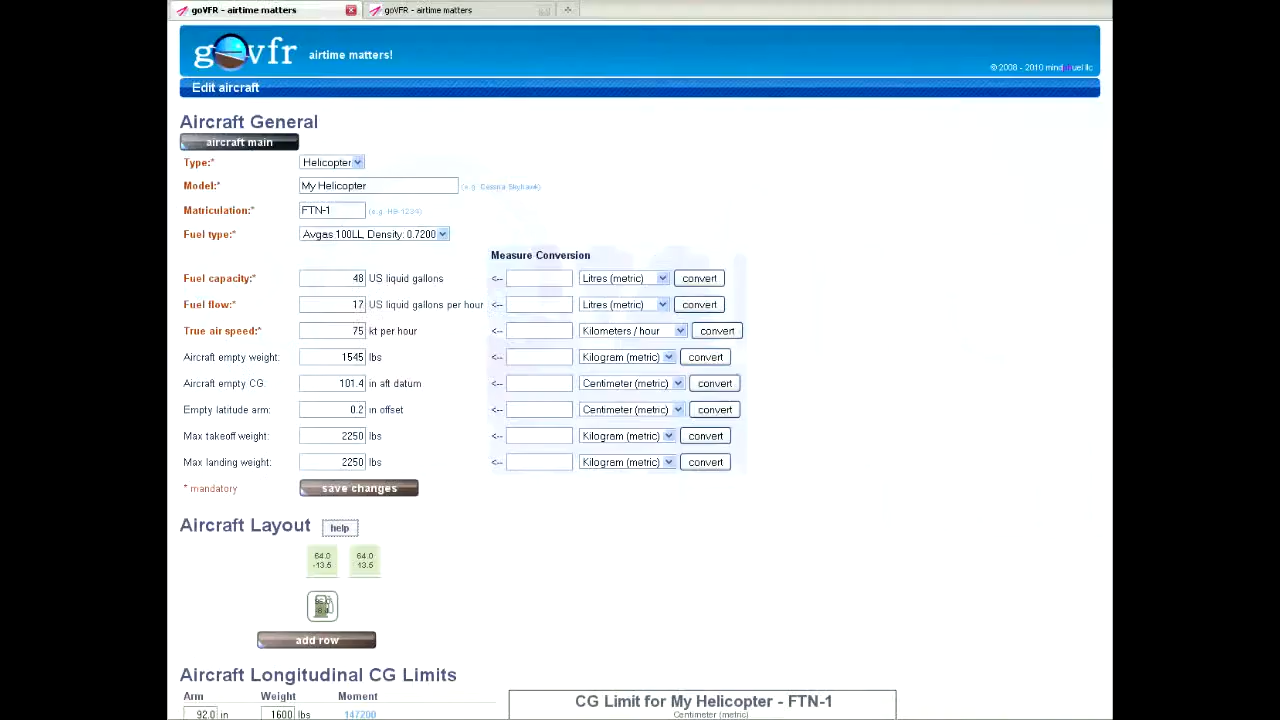 goVFR - airtime matters
goVFR - airtime matters
govfr airtime matters!
Edit aircraft
Aircraft General
aircraft main
Type:* Helicopter
Model:* My Helicopter (e.g. Cessna Skyhawk)
Matriculation:* FTN-1 (e.g. HB-1234)
Fuel type:* Avgas 100LL, Density: 0.7200
Measure Conversion
Fuel capacity:* 48 US liquid gallons <-- Litres (metric) convert
Fuel flow:* 17 US liquid gallons per hour <-- Litres (metric) convert
True air speed:* 75 kt per hour <-- Kilometers / hour convert
Aircraft empty weight: 1545 lbs <-- Kilogram (metric) convert
Aircraft empty CG: 101.4 in aft datum <-- Centimeter (metric) convert
Empty latitude arm: 0.2 in offset <-- Centimeter (metric) convert
Max takeoff weight: 2250 lbs <-- Kilogram (metric) convert
Max landing weight: 2250 lbs <-- Kilogram (metric) convert
* mandatory save changes
Aircraft Layout help
64.0 64.0
-13.5 13.5
add row
Aircraft Longitudinal CG Limits
Arm Weight Moment
CG Limit for My Helicopter - FTN-1
92.0 in 1600 lbs 147200
Centimeter (metric)